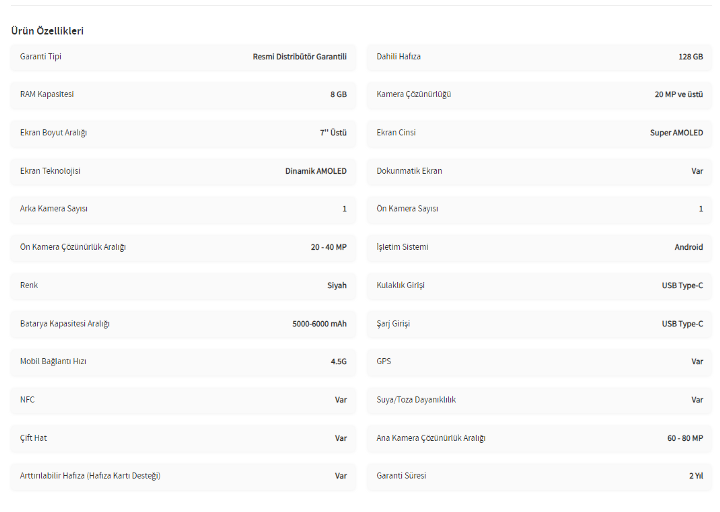 Ürün Özellikleri
Garanti Tipi Resmi Distribütör Garantili
Dahili Hafıza 128 GB
RAM Kapasitesi 8 GB
Kamera Çözünürlüğü 20 MP ve üstü
Ekran Boyut Aralığı 7'' Üstü
Ekran Cinsi Super AMOLED
Ekran Teknolojisi Dinamik AMOLED
Dokunmatik Ekran Var
Arka Kamera Sayısı 1
Ön Kamera Sayısı 1
Ön Kamera Çözünürlük Aralığı 20 - 40 MP
İşletim Sistemi Android
Renk Siyah
Kulaklık Girişi USB Type-C
Batarya Kapasitesi Aralığı 5000-6000 mAh
Şarj Girişi USB Type-C
Mobil Bağlantı Hızı 4.5G
GPS Var
NFC Var
Suya/Toza Dayanıklılık Var
Çift Hat Var
Ana Kamera Çözünürlük Aralığı 60 - 80 MP
Arttırılabilir Hafıza (Hafıza Kartı Desteği) Var
Garanti Süresi 2 Yıl